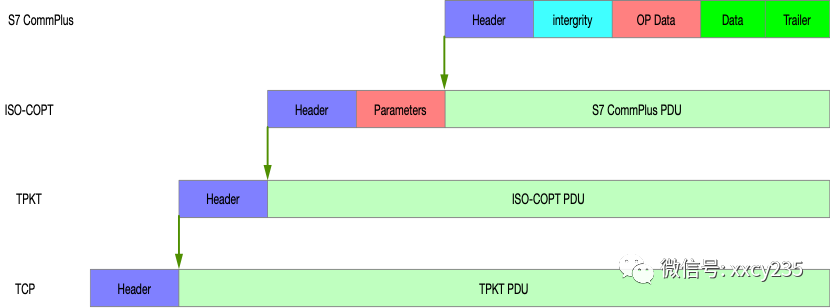 S7 CommPlus Header intergrity OP Data Data Trailer
ISO-COPT Header Parameters S7 CommPlus PDU
TPKT Header ISO-COPT PDU
微信号: xxcy235
TCP Header TPKT PDU